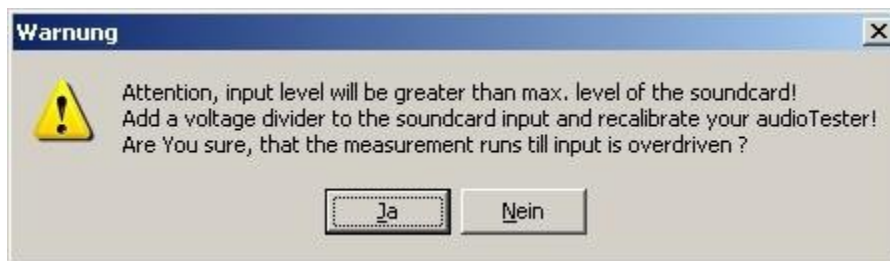 Warnung
Attention, input level will be greater than max. level of the soundcard!
Add a voltage divider to the soundcard input and recalibrate your audioTester!
Are You sure, that the measurement runs till input is overdriven ?
Ja
Nein